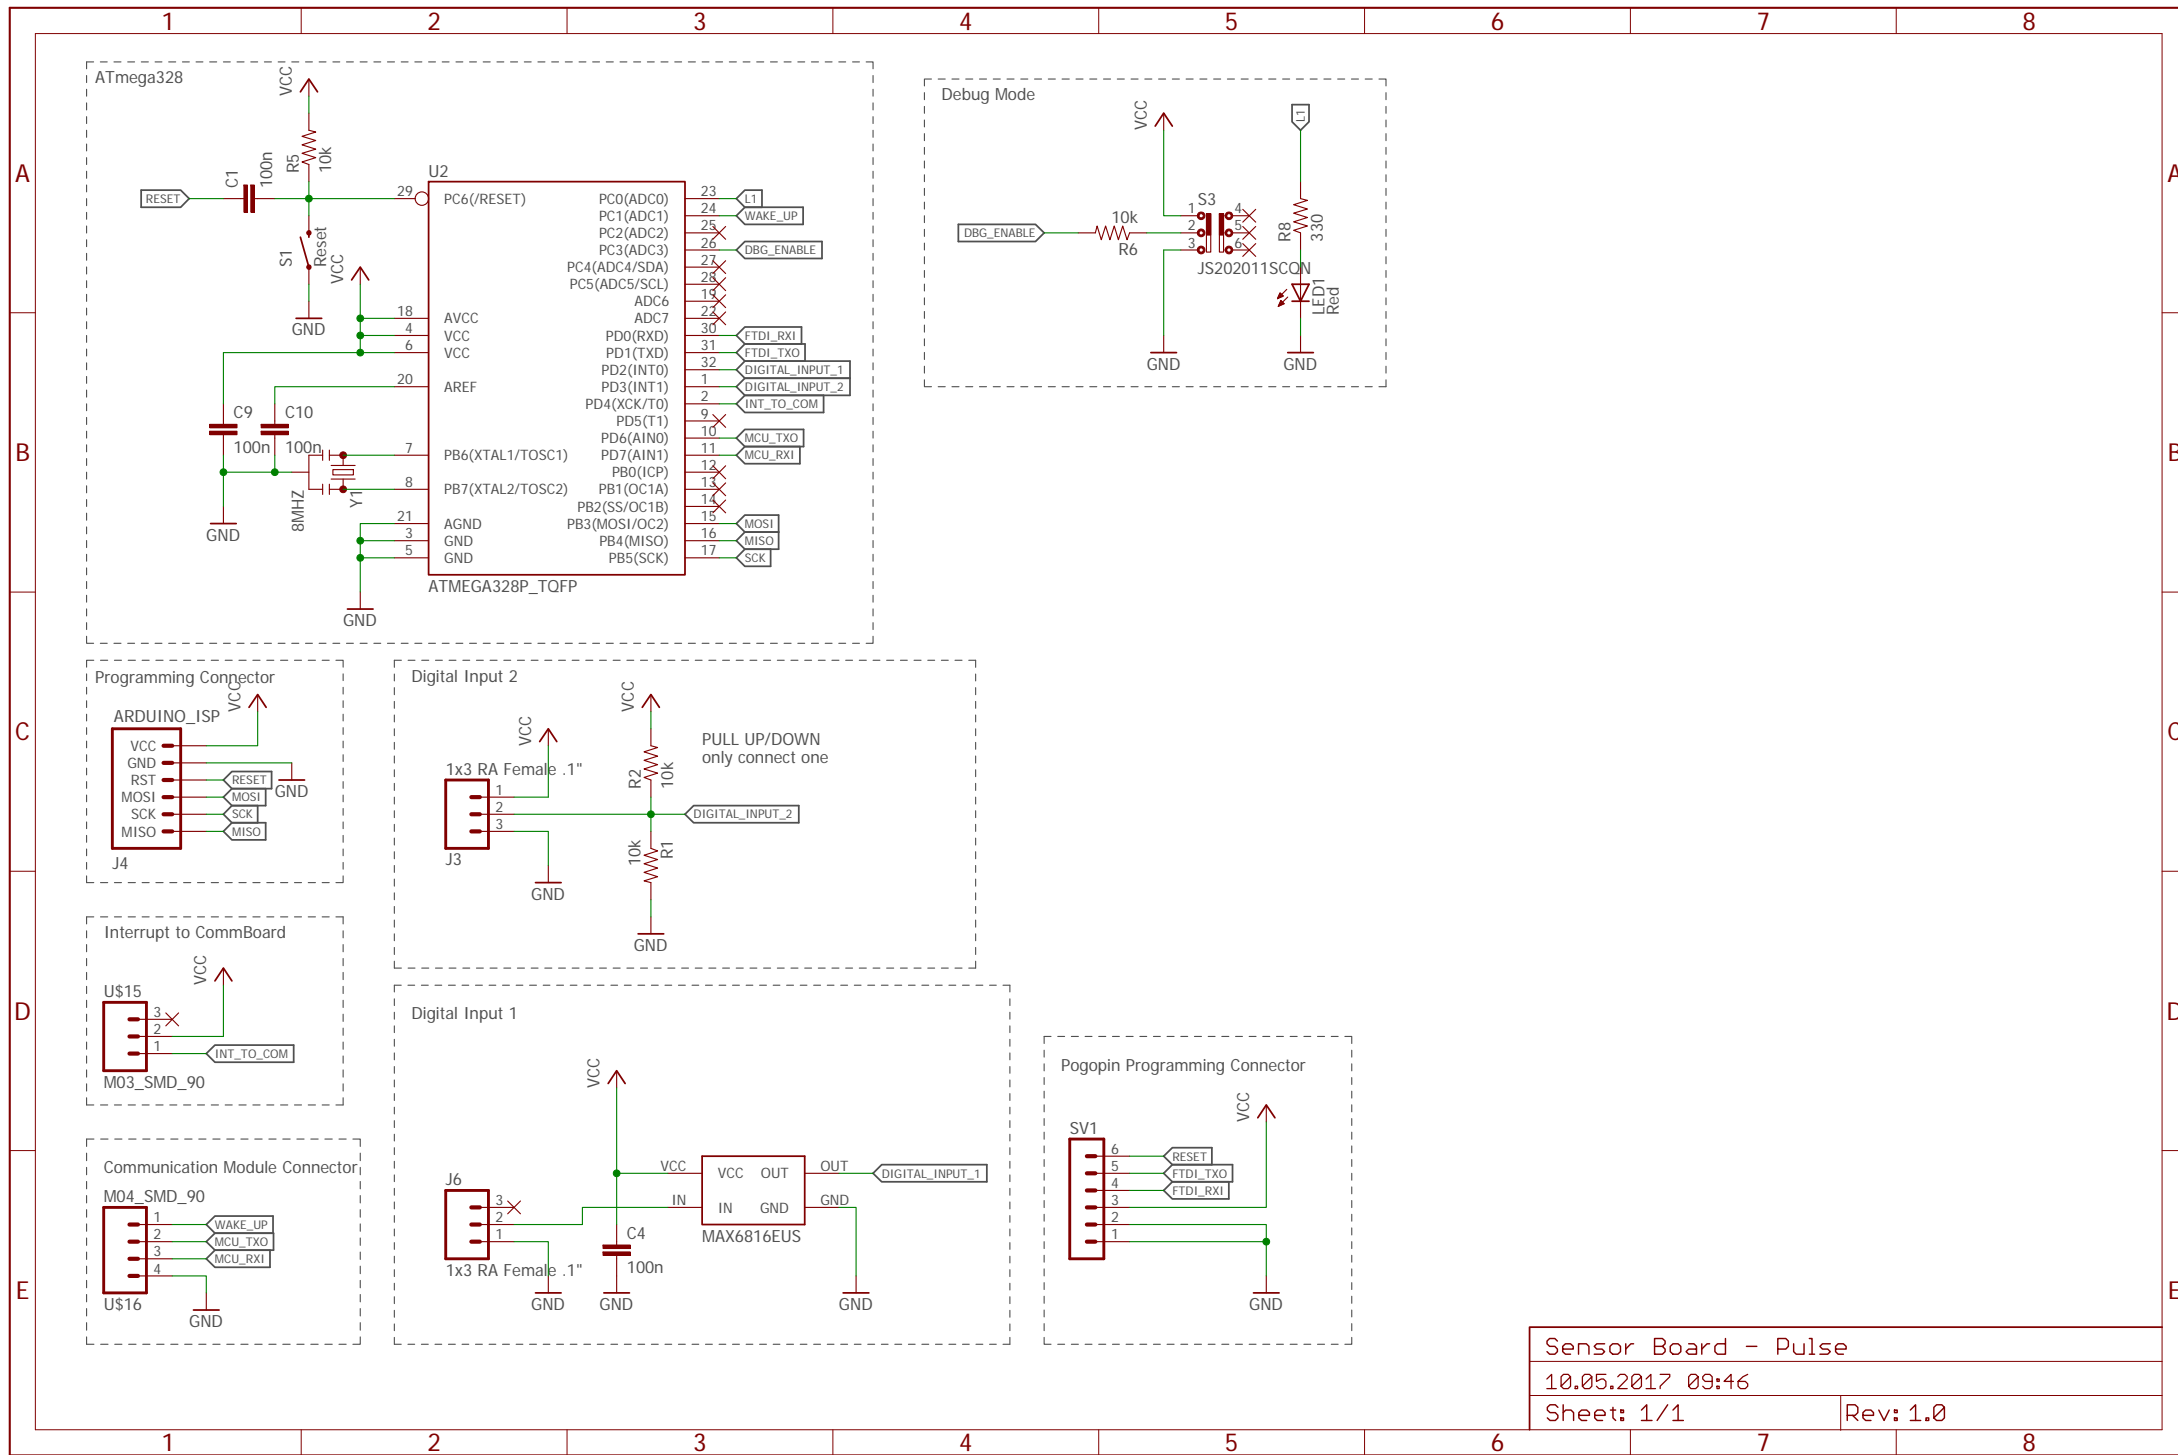 1 2 3 4 5 6 7 8
A A
B B
C C
D D
E E
ATmega328
VCC
R5
10k
C1
100n
RESET
S1
Reset
GND
VCC
U2
29 PC6(/RESET)
18 AVCC
4 VCC
6 VCC
20 AREF
7 PB6(XTAL1/TOSC1)
8 PB7(XTAL2/TOSC2)
21 AGND
3 GND
5 GND
PC0(ADC0) 23 L1
PC1(ADC1) 24 WAKE_UP
PC2(ADC2) 25
PC3(ADC3) 26 DBG_ENABLE
PC4(ADC4/SDA) 27
PC5(ADC5/SCL) 28
ADC6 19
ADC7 22
PD0(RXD) 30 FTDI_RXI
PD1(TXD) 31 FTDI_TXO
PD2(INT0) 32 DIGITAL_INPUT_1
PD3(INT1) 1 DIGITAL_INPUT_2
PD4(XCK/T0) 2 INT_TO_COM
PD5(T1) 9
PD6(AIN0) 10 MCU_TXO
PD7(AIN1) 11 MCU_RXI
PB0(ICP) 12
PB1(OC1A) 13
PB2(SS/OC1B) 14
PB3(MOSI/OC2) 15 MOSI
PB4(MISO) 16 MISO
PB5(SCK) 17 SCK
ATMEGA328P_TQFP
C9
100n
C10
100n
8MHZ
Y1
GND
GND
Debug Mode
VCC
L1
S3
1 4
2 5
3 6
JS202011SCQN
DBG_ENABLE
10k
R6
R8
330
LED1
Red
GND
GND
Programming Connector
VCC
ARDUINO_ISP
VCC
GND
RST RESET
MOSI MOSI
SCK SCK
MISO MISO
GND
J4
Digital Input 2
VCC
VCC
PULL UP/DOWN
only connect one
1x3 RA Female .1"
1
2
3
J3
R2
10k
DIGITAL_INPUT_2
10k
R1
GND
GND
Interrupt to CommBoard
VCC
U$15
3
2
1 INT_TO_COM
M03_SMD_90
Digital Input 1
VCC
J6
3
2
1
1x3 RA Female .1"
VCC VCC OUT OUT DIGITAL_INPUT_1
IN IN GND GND
MAX6816EUS
C4
100n
GND
GND
GND
Communication Module Connector
M04_SMD_90
1 WAKE_UP
2 MCU_TXO
3 MCU_RXI
4
U$16
GND
Pogopin Programming Connector
VCC
SV1
6 RESET
5 FTDI_TXO
4 FTDI_RXI
3
2
1
GND
Sensor Board - Pulse
10.05.2017 09:46
Sheet: 1/1 Rev: 1.0
1 2 3 4 5 6 7 8